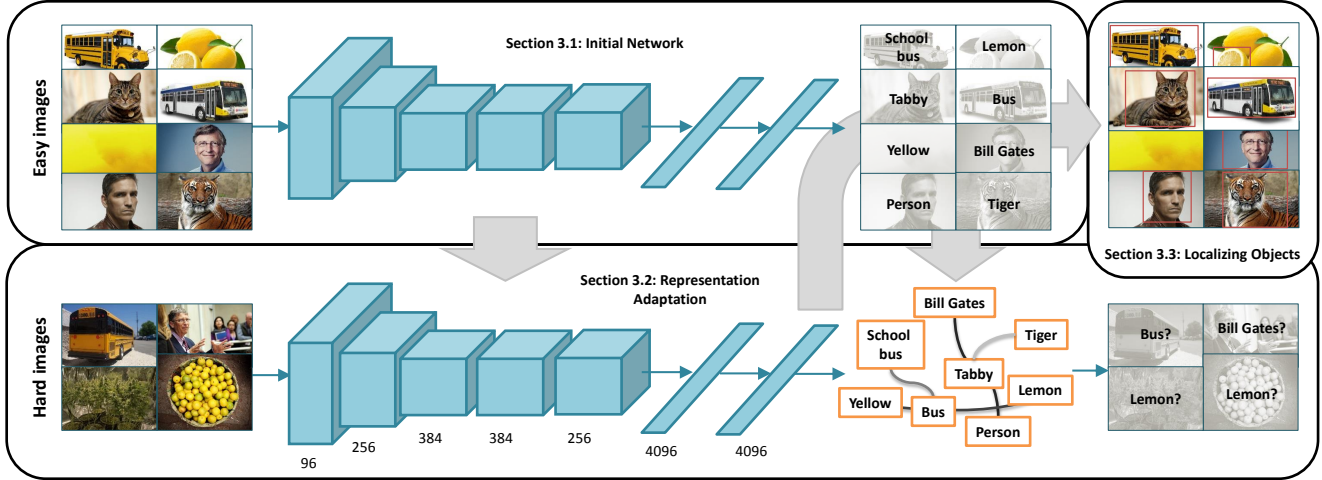 Easy images
Section 3.1: Initial Network
School
bus
Lemon
Tabby
Bus
Yellow
Bill Gates
Person
Tiger
Section 3.3: Localizing Objects
Hard images
Section 3.2: Representation
Adaptation
96
256
384
384
256
4096
4096
Bill Gates
School
bus
Tiger
Tabby
Lemon
Yellow
Bus
Person
Bus?
Bill Gates?
Lemon?
Lemon?